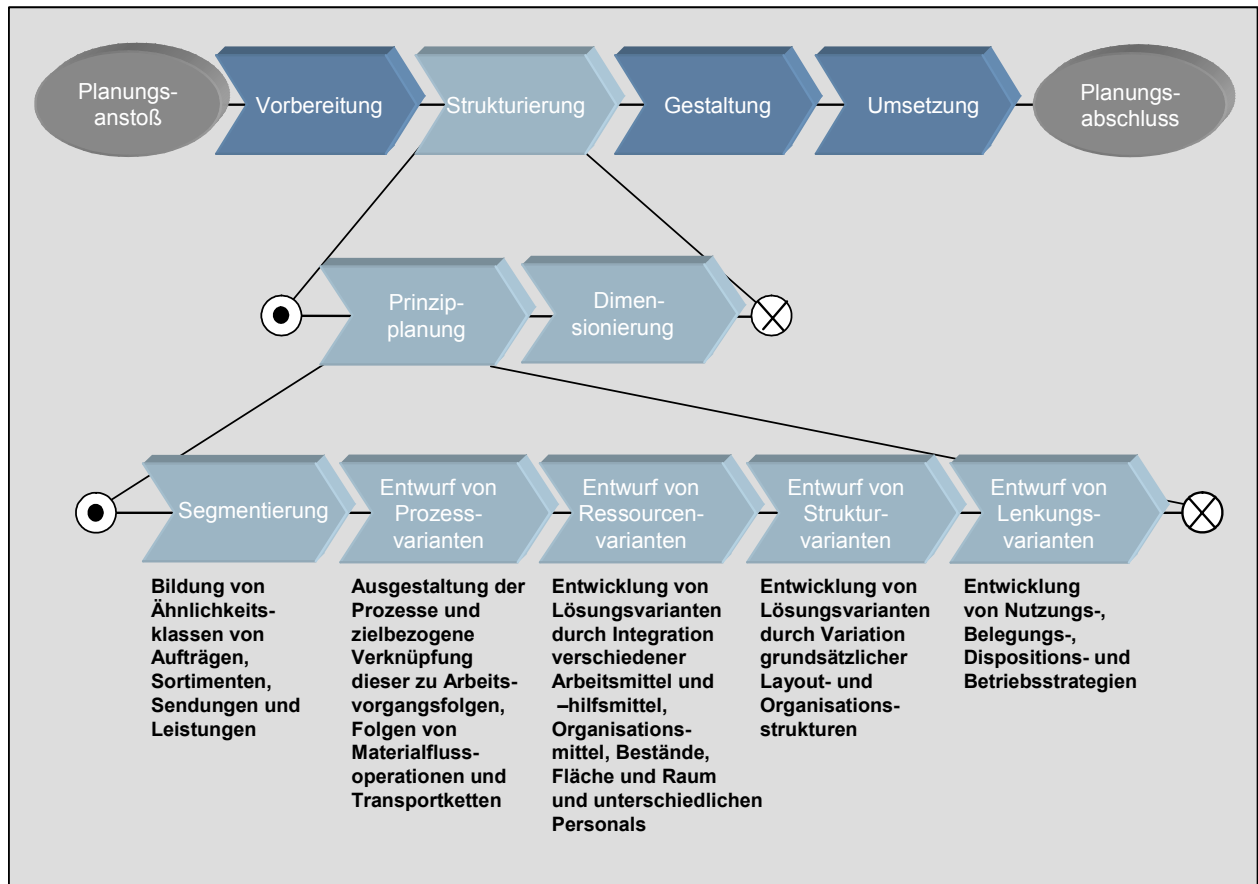 Planungs-
anstoß
Vorbereitung
Strukturierung
Gestaltung
Umsetzung
Planungs-
abschluss
Prinzip-
planung
Dimen-
sionierung
Segmentierung
Entwurf von
Prozess-
varianten
Entwurf von
Ressourcen-
varianten
Entwurf von
Struktur-
varianten
Entwurf von
Lenkungs-
varianten
Bildung von
Ähnlichkeits-
klassen von
Aufträgen,
Sortimenten,
Sendungen und
Leistungen
Ausgestaltung der
Prozesse und
zielbezogene
Verknüpfung
dieser zu Arbeits-
vorgangsfolgen,
Folgen von
Materialfluss-
operationen und
Transportketten
Entwicklung von
Lösungsvarianten
durch Integration
verschiedener
Arbeitsmittel und
–hilfsmittel,
Organisations-
mittel, Bestände,
Fläche und Raum
und unterschiedlichen
Personals
Entwicklung von
Lösungsvarianten
durch Variation
grundsätzlicher
Layout- und
Organisations-
strukturen
Entwicklung
von Nutzungs-,
Belegungs-,
Dispositions- und
Betriebsstrategien